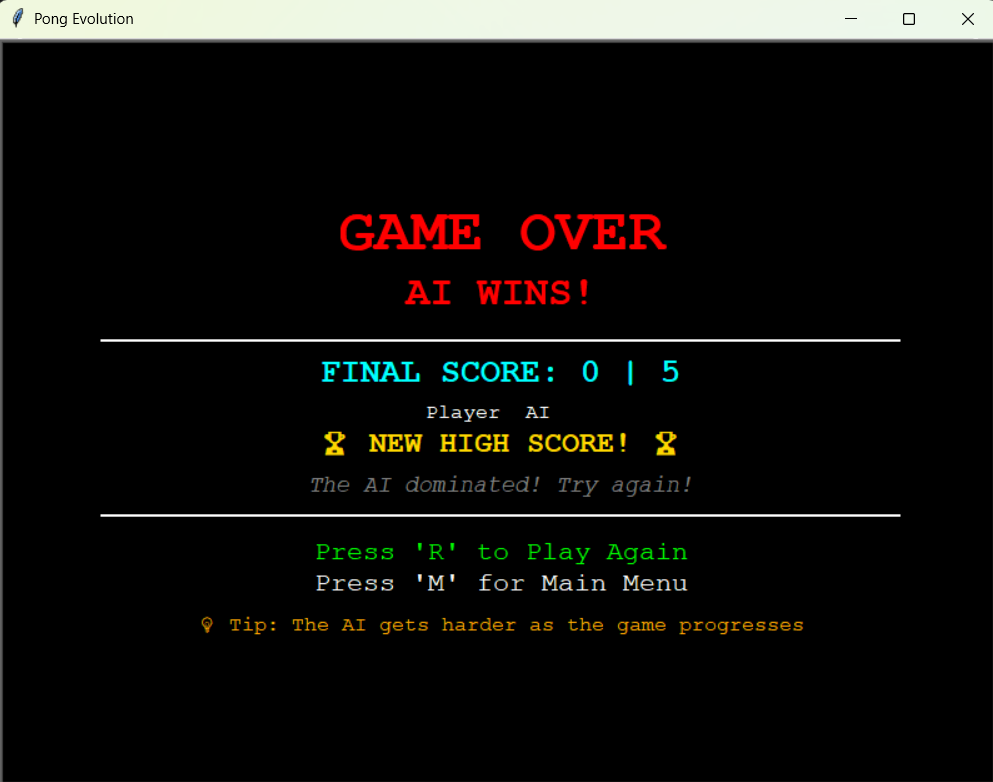 Pong Evolution
GAME OVER
AI WINS!
FINAL SCORE: 0 | 5
Player AI
🏆 NEW HIGH SCORE! 🏆
The AI dominated! Try again!
Press 'R' to Play Again
Press 'M' for Main Menu
💡 Tip: The AI gets harder as the game progresses